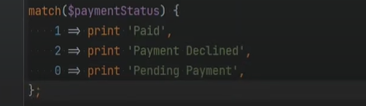 match($paymentStatus) {
    1 => print 'Paid',
    2 => print 'Payment Declined',
    0 => print 'Pending Payment',
};